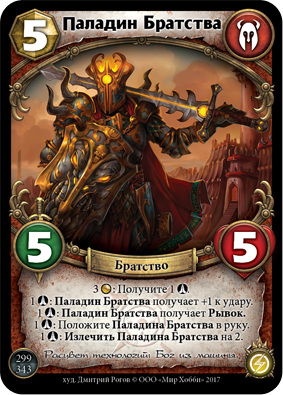 5
Паладин Братства
5
5
Братство
3 : Получите 1
1 : Паладин Братства получает +1 к удару.
1 : Паладин Братства получает Рывок.
1 : Положите Паладина Братства в руку.
1 : Излечить Паладина Братства на 2.
Расцвет технологий: Бог из машины.
299
343
худ. Дмитрий Рогов © ООО «Мир Хобби» 2017